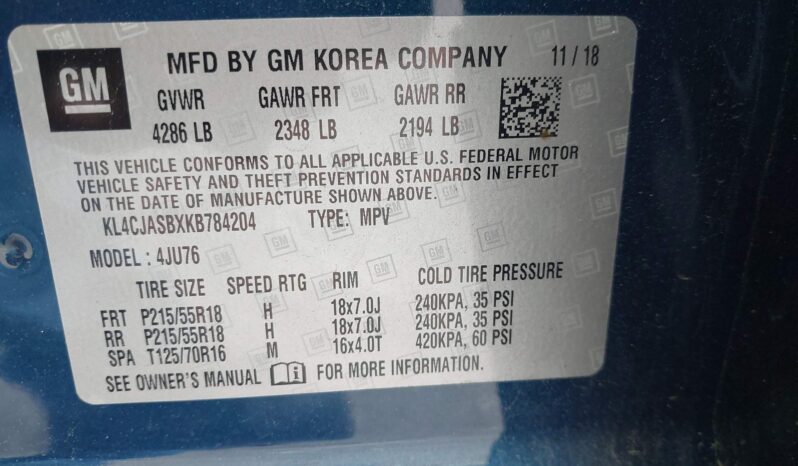 GM MFD BY GM KOREA COMPANY 11 / 18
GVWR GAWR FRT GAWR RR
4286 LB 2348 LB 2194 LB
THIS VEHICLE CONFORMS TO ALL APPLICABLE U.S. FEDERAL MOTOR
VEHICLE SAFETY AND THEFT PREVENTION STANDARDS IN EFFECT
ON THE DATE OF MANUFACTURE SHOWN ABOVE.
KL4CJASBXKB784204 TYPE: MPV
MODEL : 4JU76
TIRE SIZE SPEED RTG RIM COLD TIRE PRESSURE
FRT P215/55R18 H 18x7.0J 240KPA, 35 PSI
RR P215/55R18 H 18x7.0J 240KPA, 35 PSI
SPA T125/70R16 M 16x4.0T 420KPA, 60 PSI
SEE OWNER'S MANUAL i FOR MORE INFORMATION.